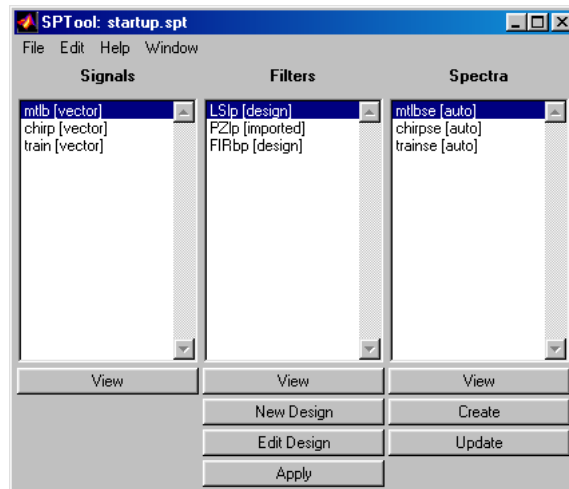 SPTool: startup.spt
File Edit Help Window
Signals Filters Spectra
mtlb [vector] LSlp [design] mtlbse [auto]
chirp [vector] PZlp [imported] chirpse [auto]
train [vector] FIRbp [design] trainse [auto]
View View View
New Design Create
Edit Design Update
Apply